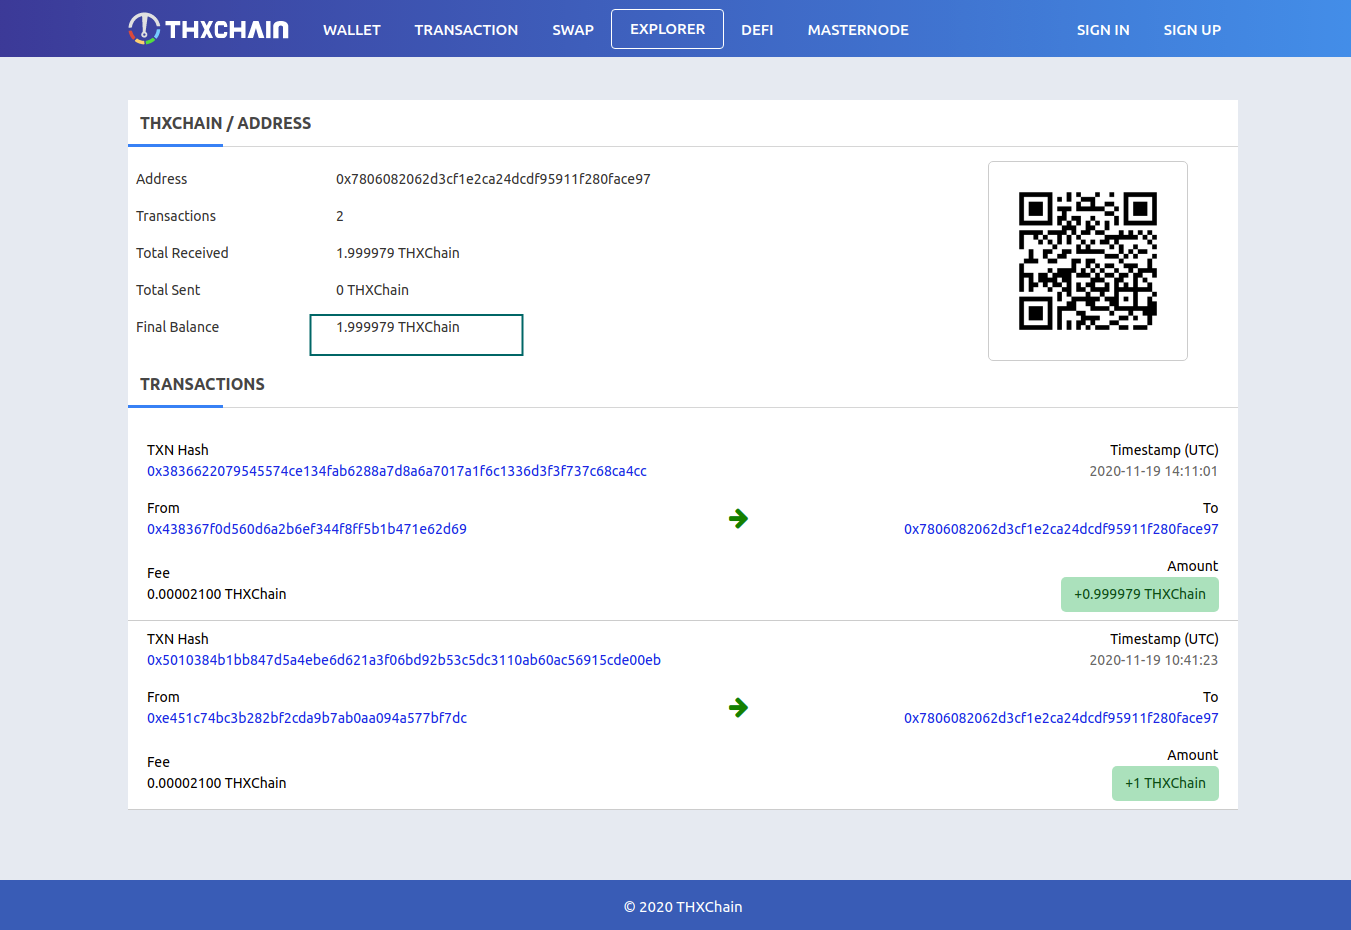 THXCHAIN WALLET TRANSACTION SWAP EXPLORER DEFI MASTERNODE SIGN IN SIGN UP
THXCHAIN / ADDRESS
Address 0x7806082062d3cf1e2ca24dcdf95911f280face97
Transactions 2
Total Received 1.999979 THXChain
Total Sent 0 THXChain
Final Balance 1.999979 THXChain
TRANSACTIONS
TXN Hash Timestamp (UTC)
0x3836622079545574ce134fab6288a7d8a6a7017a1f6c1336d3f3f737c68ca4cc 2020-11-19 14:11:01
From To
0x438367f0d560d6a2b6ef344f8ff5b1b471e62d69 0x7806082062d3cf1e2ca24dcdf95911f280face97
Fee Amount
0.00002100 THXChain +0.999979 THXChain
TXN Hash Timestamp (UTC)
0x5010384b1bb847d5a4ebe6d621a3f06bd92b53c5dc3110ab60ac56915cde00eb 2020-11-19 10:41:23
From To
0xe451c74bc3b282bf2cda9b7ab0aa094a577bf7dc 0x7806082062d3cf1e2ca24dcdf95911f280face97
Fee Amount
0.00002100 THXChain +1 THXChain
© 2020 THXChain